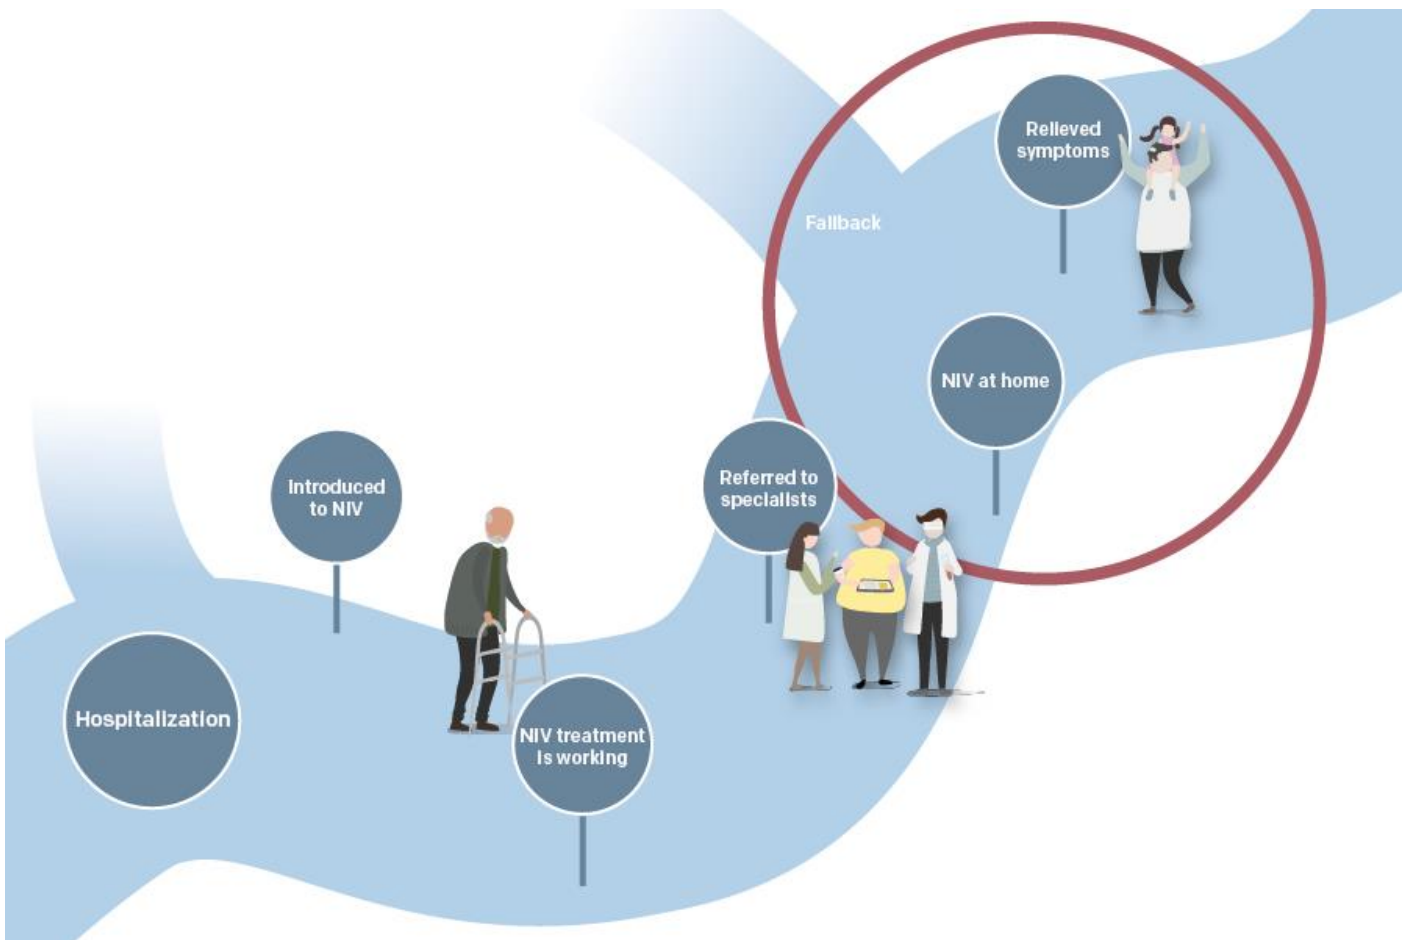 Relieved
symptoms
Fallback
NIV at home
Introduced
to NIV
Referred to
specialists
Hospitalization
NIV treatment
is working